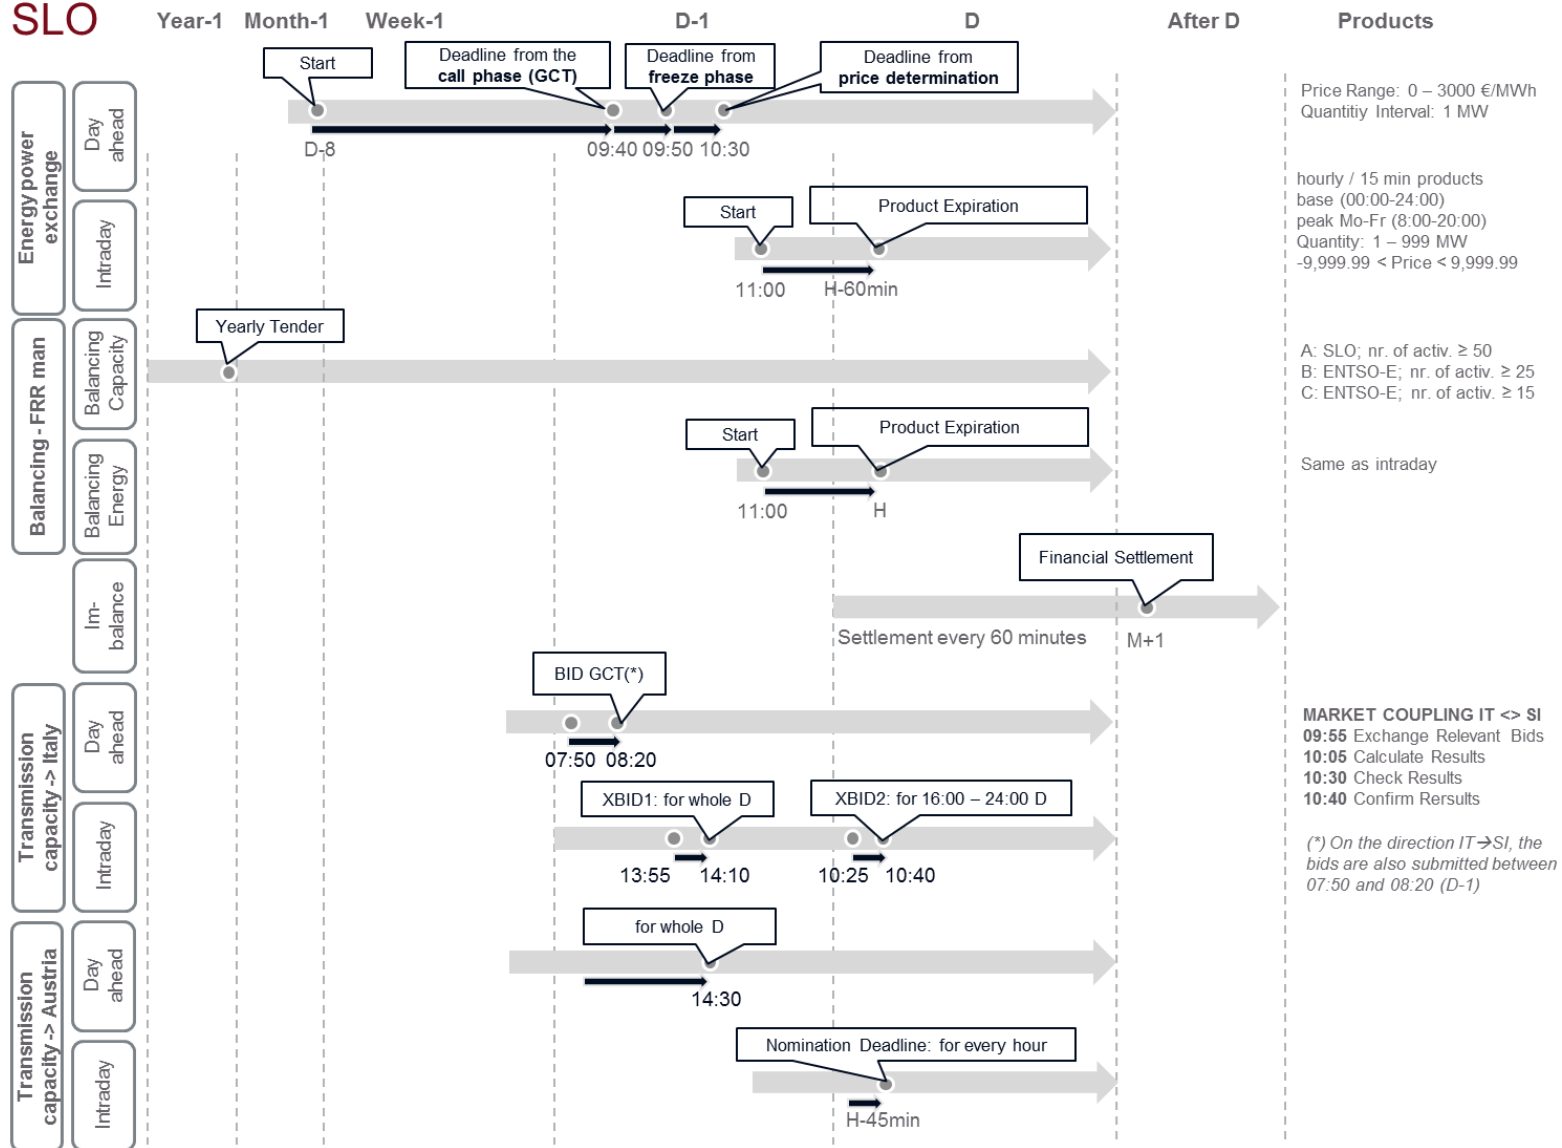 SLO
Year-1 Month-1 Week-1 D-1 D After D Products
Energy power
exchange
Day
ahead
Start
Deadline from the
call phase (GCT)
Deadline from
freeze phase
Deadline from
price determination
D-8
09:40 09:50 10:30
Price Range: 0 – 3000 €/MWh
Quantitiy Interval: 1 MW
Intraday
Start
Product Expiration
11:00
H-60min
hourly / 15 min products
base (00:00-24:00)
peak Mo-Fr (8:00-20:00)
Quantity: 1 – 999 MW
-9,999.99 < Price < 9,999.99
Balancing - FRR man
Balancing
Capacity
Yearly Tender
A: SLO; nr. of activ. ≥ 50
B: ENTSO-E; nr. of activ. ≥ 25
C: ENTSO-E; nr. of activ. ≥ 15
Balancing
Energy
Start
Product Expiration
11:00
H
Same as intraday
Im-
balance
Financial Settlement
Settlement every 60 minutes
M+1
Transmission
capacity -> Italy
Day
ahead
BID GCT(*)
07:50 08:20
MARKET COUPLING IT <> SI
09:55 Exchange Relevant Bids
10:05 Calculate Results
10:30 Check Results
10:40 Confirm Rersults
Intraday
XBID1: for whole D
XBID2: for 16:00 – 24:00 D
13:55 14:10
10:25 10:40
(*) On the direction IT→SI, the
bids are also submitted between
07:50 and 08:20 (D-1)
Transmission
capacity -> Austria
Day
ahead
for whole D
14:30
Intraday
Nomination Deadline: for every hour
H-45min